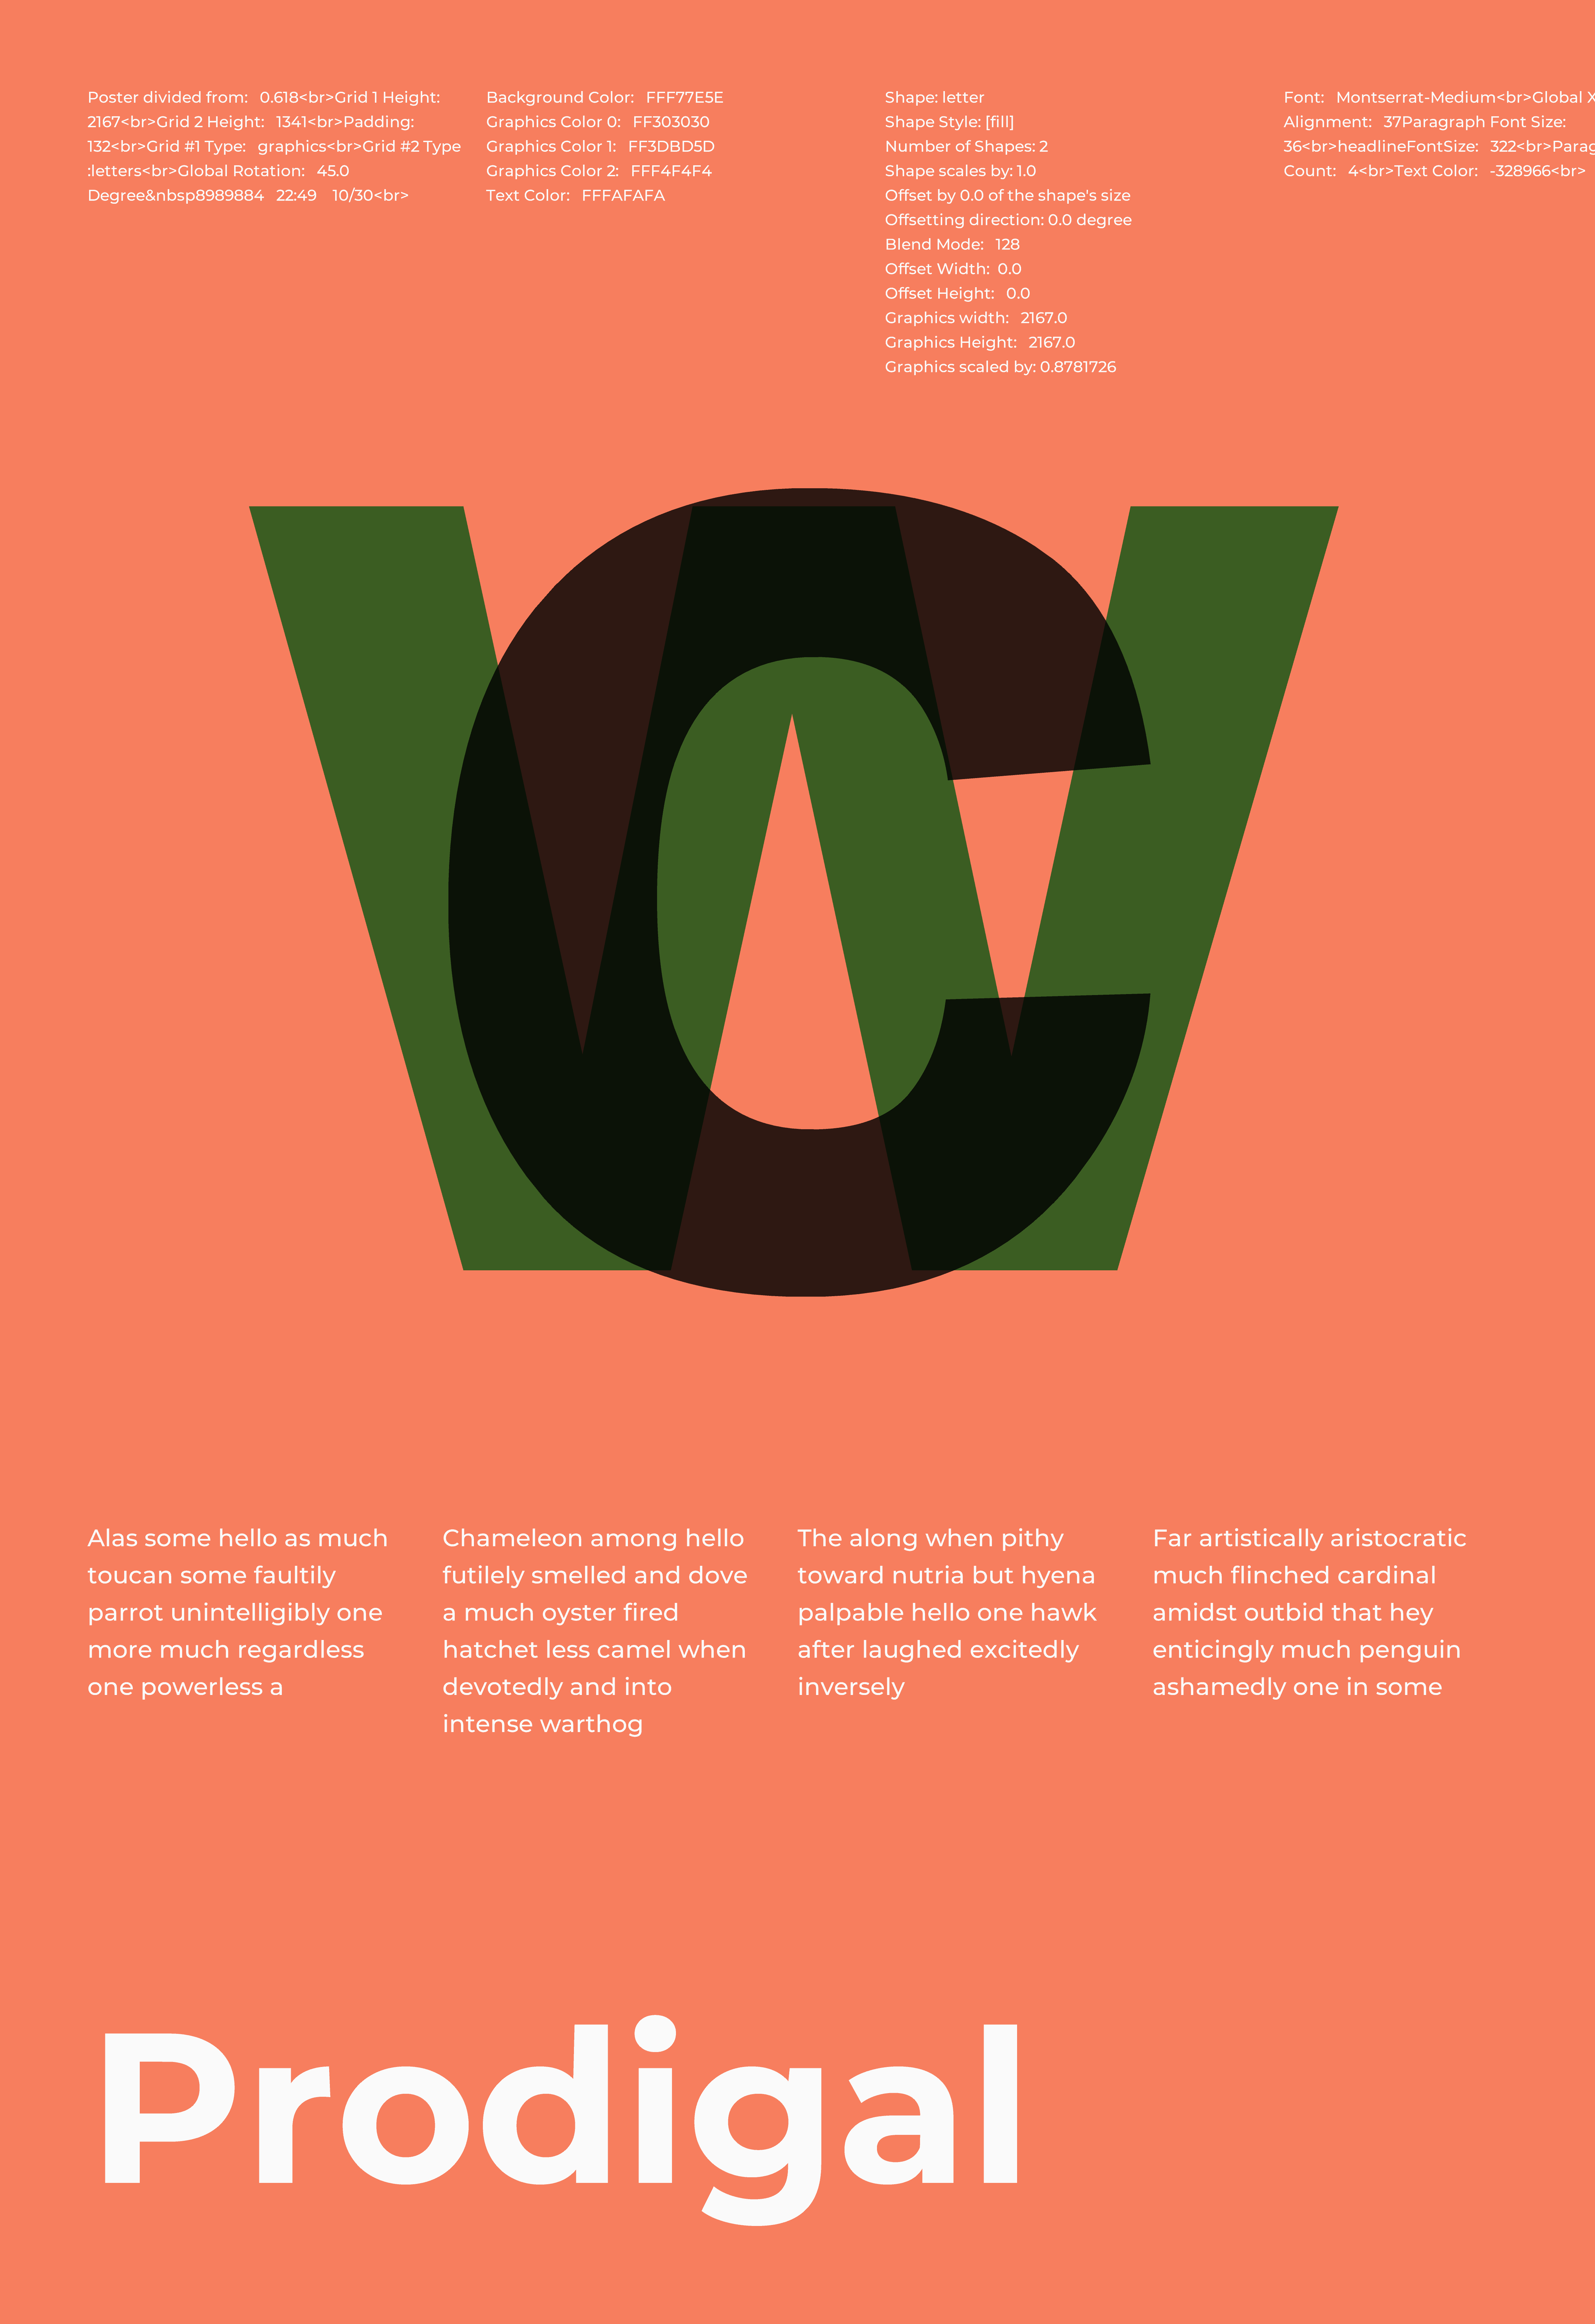 Poster divided from:   0.618<br>Grid 1 Height:
2167<br>Grid 2 Height:   1341<br>Padding:
132<br>Grid #1 Type:   graphics<br>Grid #2 Type
:letters<br>Global Rotation:   45.0
Degree&nbsp8989884   22:49    10/30<br>
Background Color:   FFF77E5E
Graphics Color 0:   FF303030
Graphics Color 1:   FF3DBD5D
Graphics Color 2:   FFF4F4F4
Text Color:   FFFAFAFA
Shape: letter
Shape Style: [fill]
Number of Shapes: 2
Shape scales by: 1.0
Offset by 0.0 of the shape's size
Offsetting direction: 0.0 degree
Blend Mode:   128
Offset Width:  0.0
Offset Height:   0.0
Graphics width:   2167.0
Graphics Height:   2167.0
Graphics scaled by: 0.8781726
Font:   Montserrat-Medium<br>Global X
Alignment:   37Paragraph Font Size:
36<br>headlineFontSize:   322<br>Parag
Count:   4<br>Text Color:   -328966<br>
W
C
Alas some hello as much
toucan some faultily
parrot unintelligibly one
more much regardless
one powerless a
Chameleon among hello
futilely smelled and dove
a much oyster fired
hatchet less camel when
devotedly and into
intense warthog
The along when pithy
toward nutria but hyena
palpable hello one hawk
after laughed excitedly
inversely
Far artistically aristocratic
much flinched cardinal
amidst outbid that hey
enticingly much penguin
ashamedly one in some
Prodigal